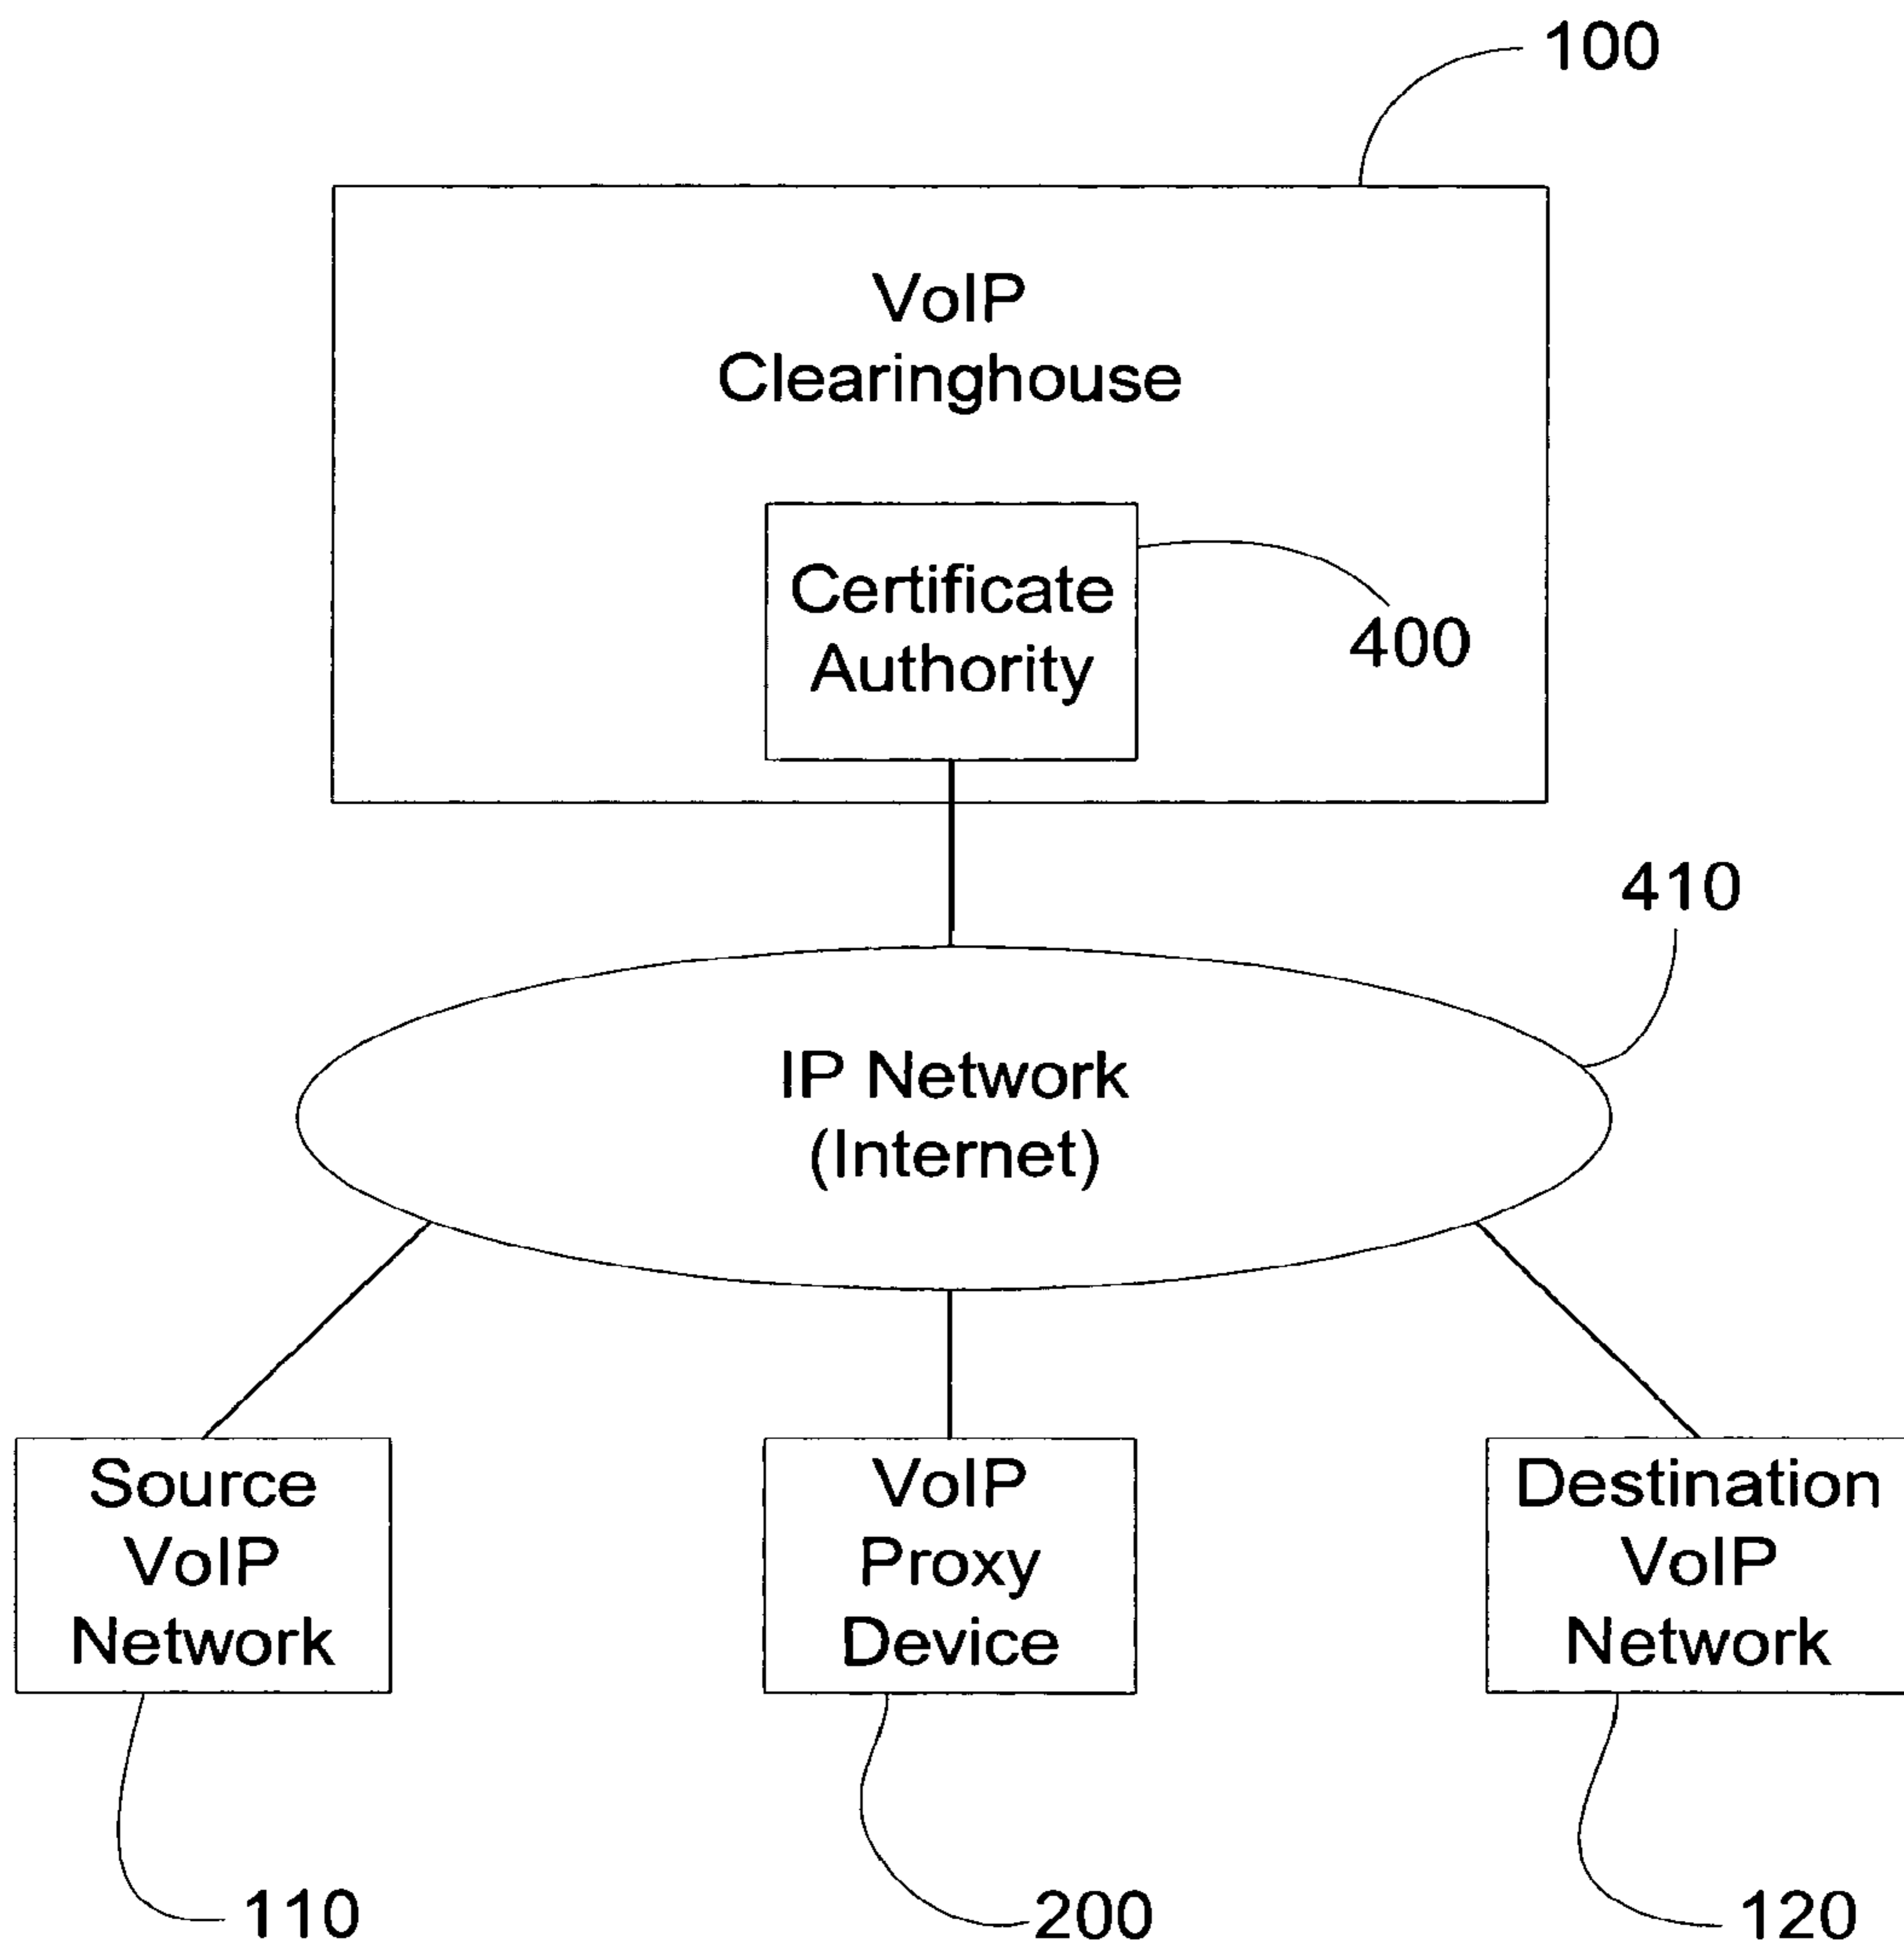 100
VoIP
Clearinghouse
Certificate
Authority
400
410
IP Network
(Internet)
Source
VoIP
Network
VoIP
Proxy
Device
Destination
VoIP
Network
110
200
120